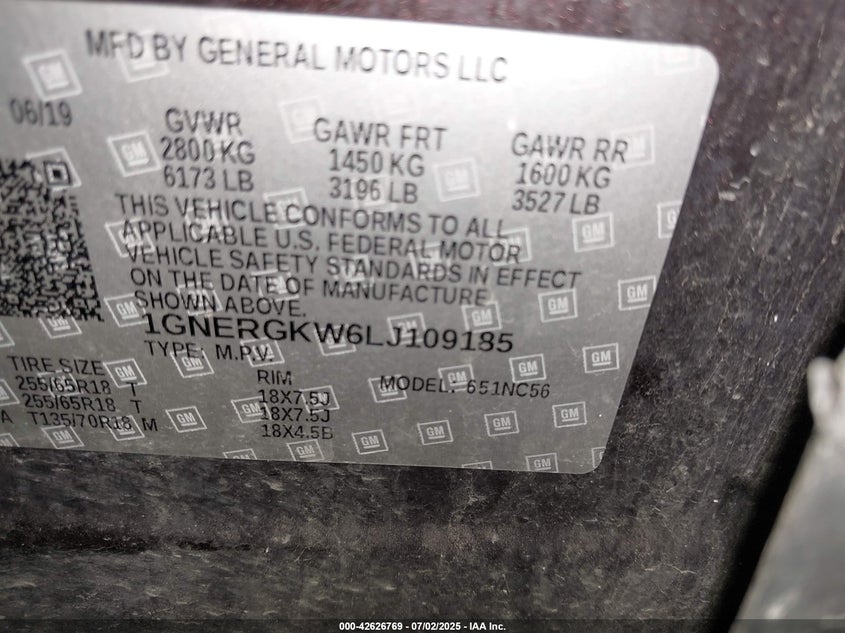 MFD BY GENERAL MOTORS LLC
06/19
GVWR GAWR FRT GAWR RR
2800 KG 1450 KG 1600 KG
6173 LB 3196 LB 3527 LB
THIS VEHICLE CONFORMS TO ALL
APPLICABLE U.S. FEDERAL MOTOR
VEHICLE SAFETY STANDARDS IN EFFECT
ON THE DATE OF MANUFACTURE
SHOWN ABOVE.
1GNERGKW6LJ109185
TYPE: M.P.V. MODEL: 651NC56
TIRE SIZE RIM
255/65R18 T 18X7.5J
255/65R18 T 18X7.5J
A T135/70R18 M 18X4.5B
GM
000-42626769 - 07/02/2025 - IAA Inc.